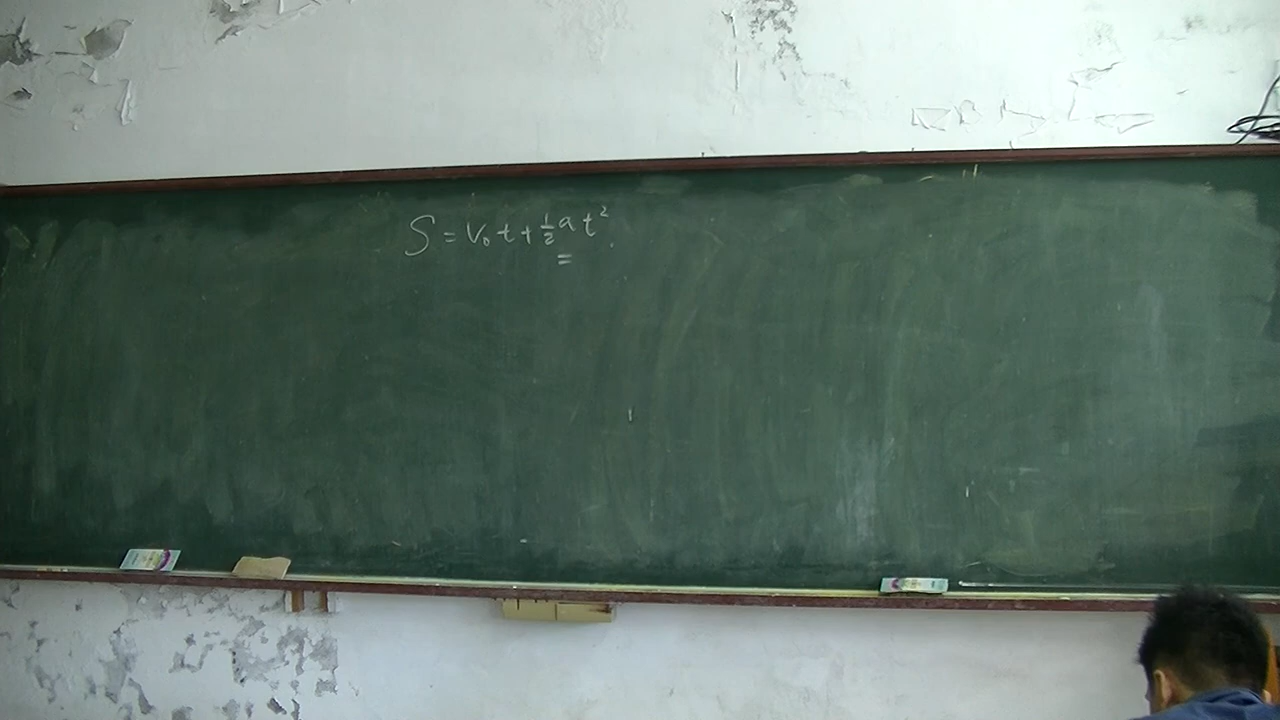 S = V₀t + ½at²